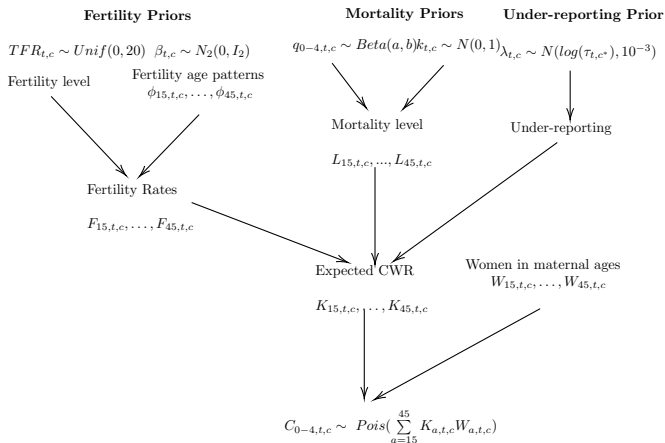 Fertility Priors
Mortality Priors
Under-reporting Prior
TFR_{t,c} ∼ Unif(0, 20) β_{t,c} ∼ N_2(0, I_2)
q_{0−4,t,c} ∼ Beta(a, b) k_{t,c} ∼ N(0, 1)
λ_{t,c} ∼ N(log(τ_{t,c*}), 10^{−3})
Fertility level
Fertility age patterns
ϕ_{15,t,c}, . . . , ϕ_{45,t,c}
Mortality level
L_{15,t,c}, ..., L_{45,t,c}
Under-reporting
Fertility Rates
F_{15,t,c}, . . . , F_{45,t,c}
Expected CWR
K_{15,t,c}, . . . , K_{45,t,c}
Women in maternal ages
W_{15,t,c}, . . . , W_{45,t,c}
C_{0−4,t,c} ∼ Pois(∑_{a=15}^{45} K_{a,t,c}W_{a,t,c})